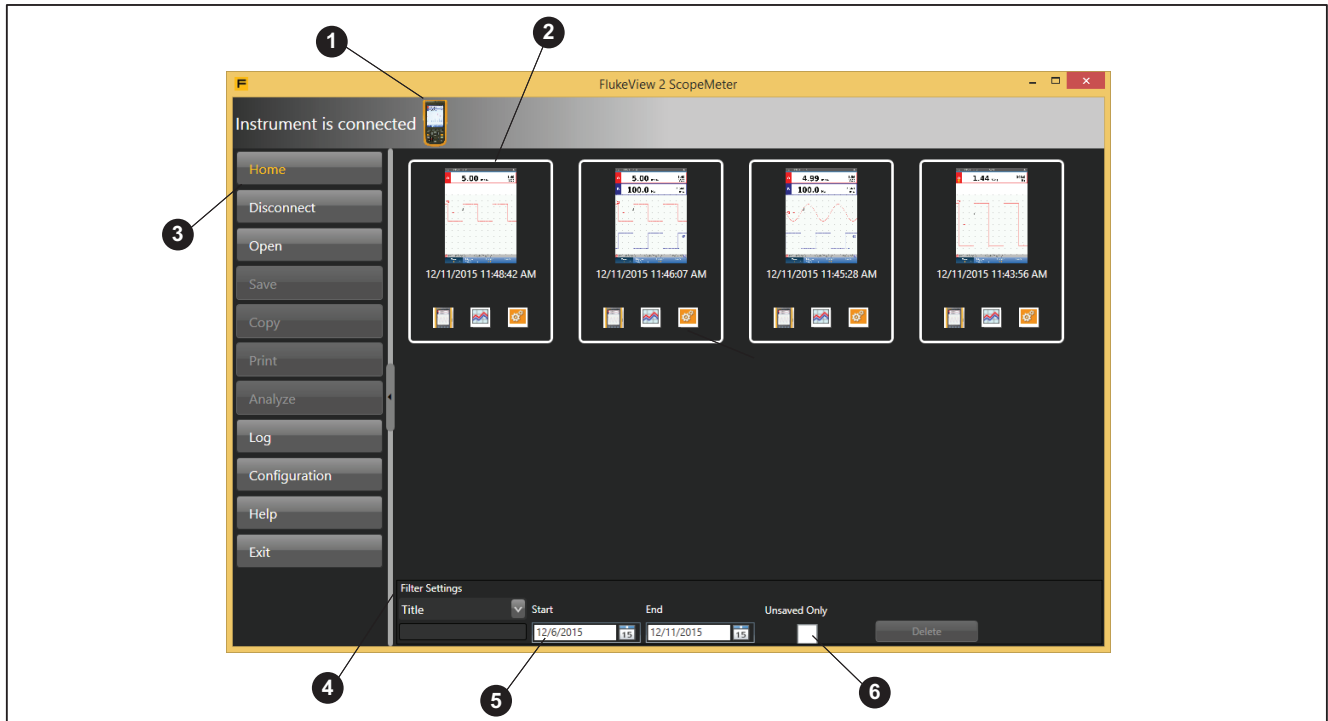 1
2
F
FlukeView 2 ScopeMeter
Instrument is connected
3
Home
Disconnect
Open
Save
Copy
Print
Analyze
Log
Configuration
Help
Exit
5.00
5.00
100.0
4.99
100.0
1.44
12/11/2015 11:48:42 AM
12/11/2015 11:46:07 AM
12/11/2015 11:45:28 AM
12/11/2015 11:43:56 AM
Filter Settings
Title
Start
End
Unsaved Only
12/6/2015
15
12/11/2015
15
Delete
4
5
6